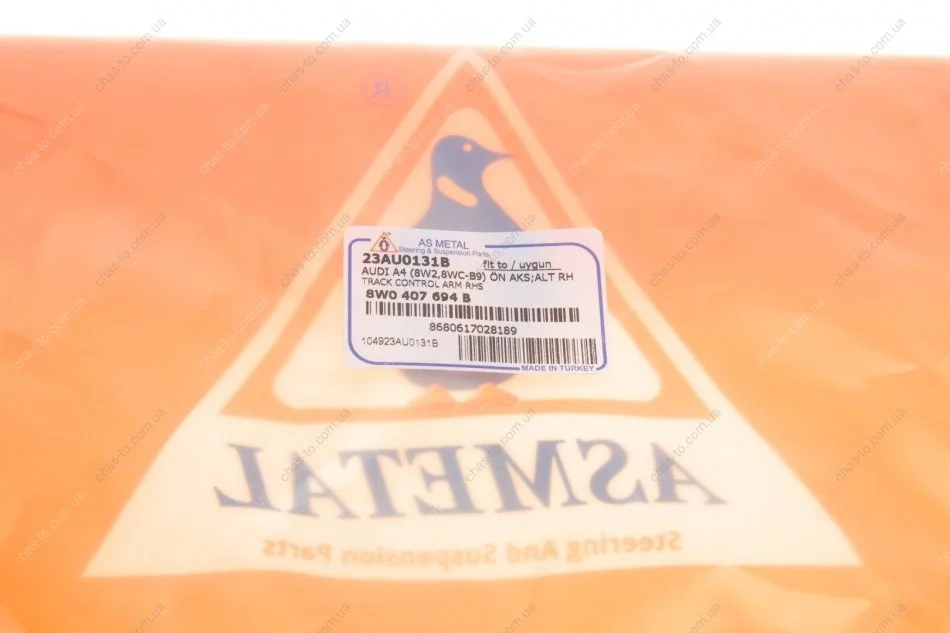 ®
AS METAL
Steering & Suspension Parts.
23AU0131B fit to / uygun
AUDI A4 (8W2,8WC-B9) ÖN AKS;ALT RH
TRACK CONTROL ARM RHS
8W0 407 694 B
8680617028189
104923AU0131B
MADE IN TURKEY
ASMETAL
Steering And Suspension Parts
chas-to.com.ua